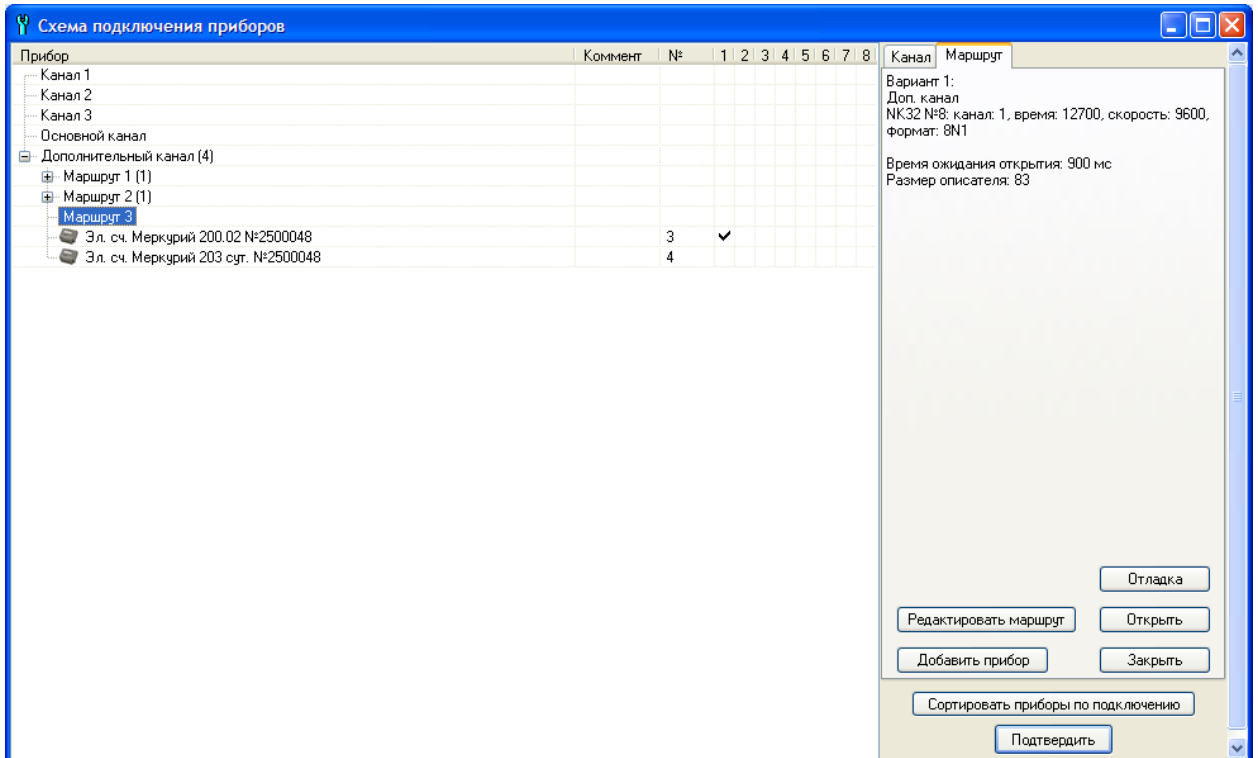 Схема подключения приборов
Прибор Коммент № 1 2 3 4 5 6 7 8
Канал 1
Канал 2
Канал 3
Основной канал
Дополнительный канал (4)
Маршрут 1 (1)
Маршрут 2 (1)
Маршрут 3
Эл. сч. Меркурий 200.02 №2500048 3
Эл. сч. Меркурий 203 сут. №2500048 4
Канал Маршрут
Вариант 1:
Доп. канал
NK32 №8: канал: 1, время: 12700, скорость: 9600,
формат: 8N1
Время ожидания открытия: 900 мс
Размер описателя: 83
Отладка
Редактировать маршрут Открыть
Добавить прибор Закрыть
Сортировать приборы по подключению
Подтвердить